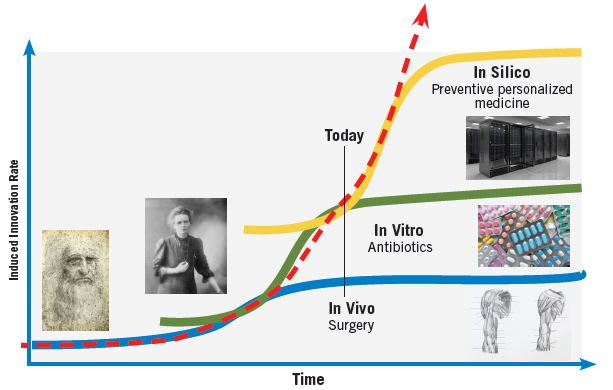 In Silico
Preventive personalized
medicine
Today
In Vitro
Antibiotics
In Vivo
Surgery
Induced Innovation Rate
Time